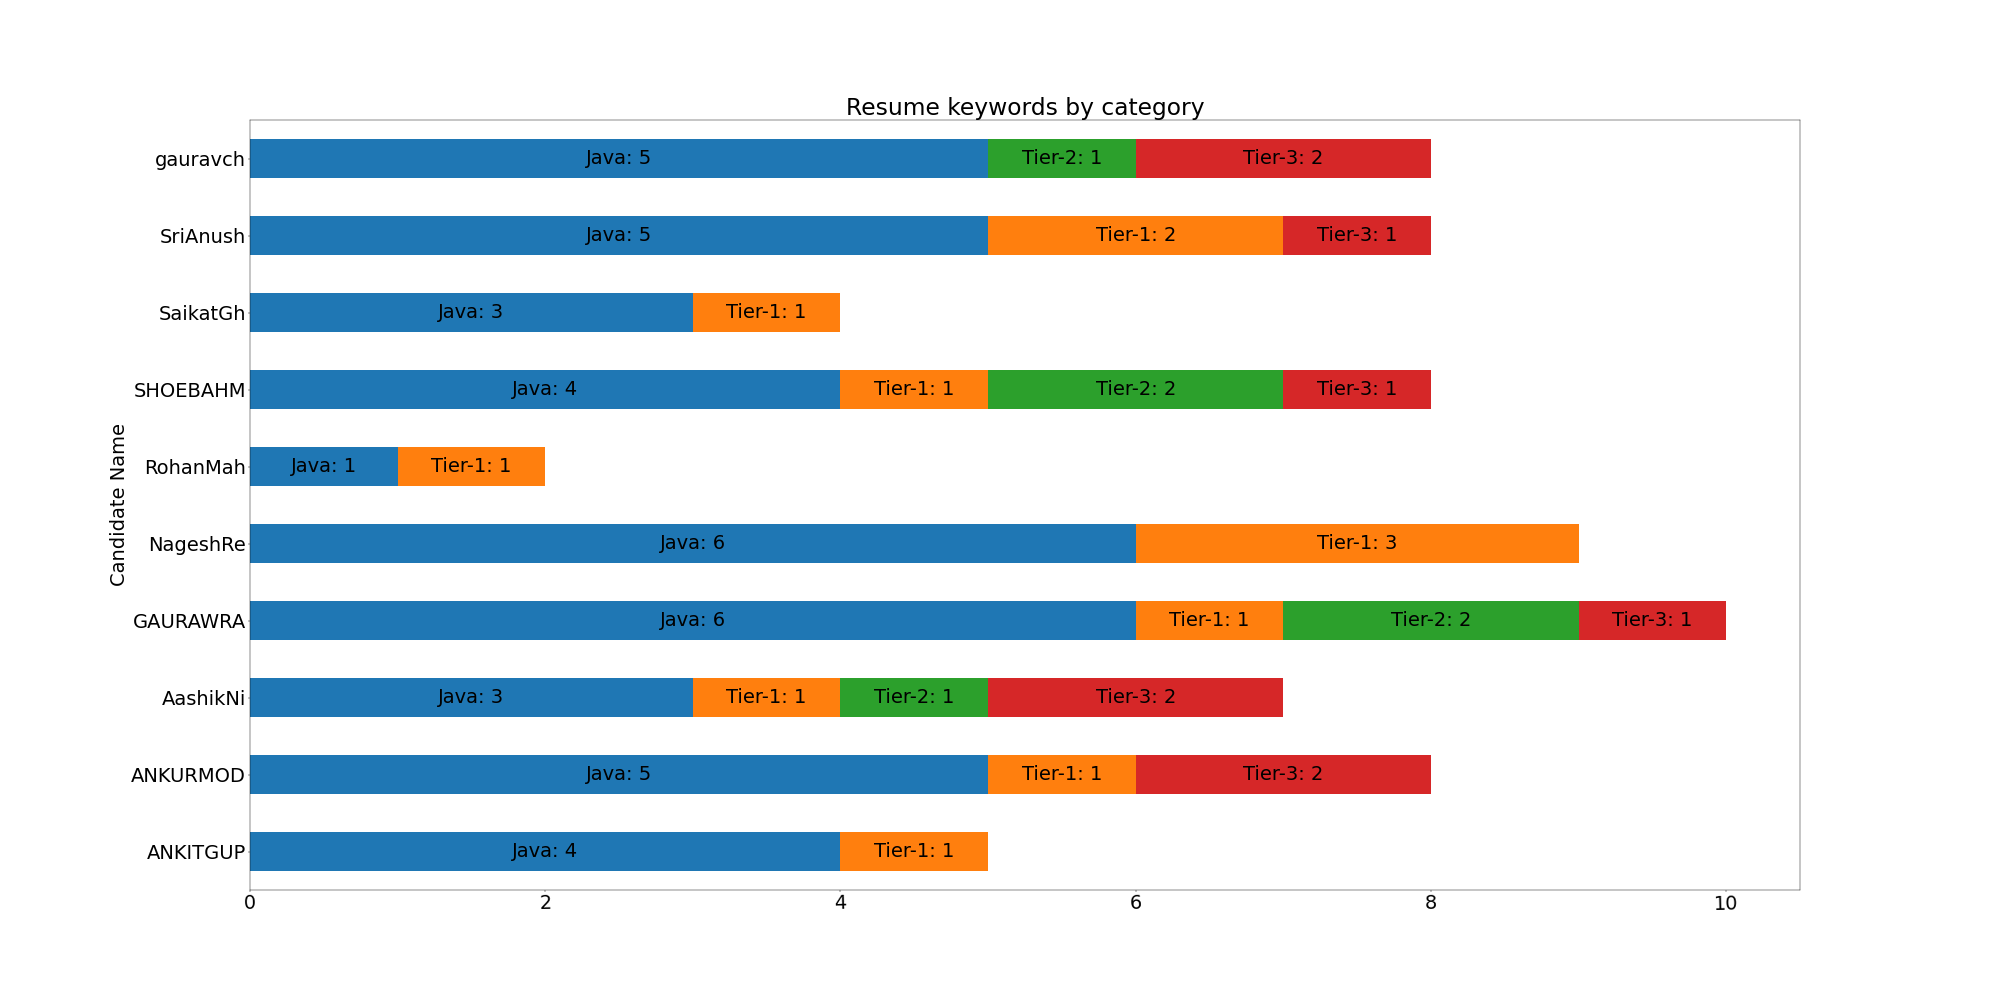 Resume keywords by category
gauravch Java: 5 Tier-2: 1 Tier-3: 2
SriAnush Java: 5 Tier-1: 2 Tier-3: 1
SaikatGh Java: 3 Tier-1: 1
SHOEBAHM Java: 4 Tier-1: 1 Tier-2: 2 Tier-3: 1
RohanMah Java: 1 Tier-1: 1
NageshRe Java: 6 Tier-1: 3
GAURAWRA Java: 6 Tier-1: 1 Tier-2: 2 Tier-3: 1
AashikNi Java: 3 Tier-1: 1 Tier-2: 1 Tier-3: 2
ANKURMOD Java: 5 Tier-1: 1 Tier-3: 2
ANKITGUP Java: 4 Tier-1: 1
Candidate Name
0 2 4 6 8 10